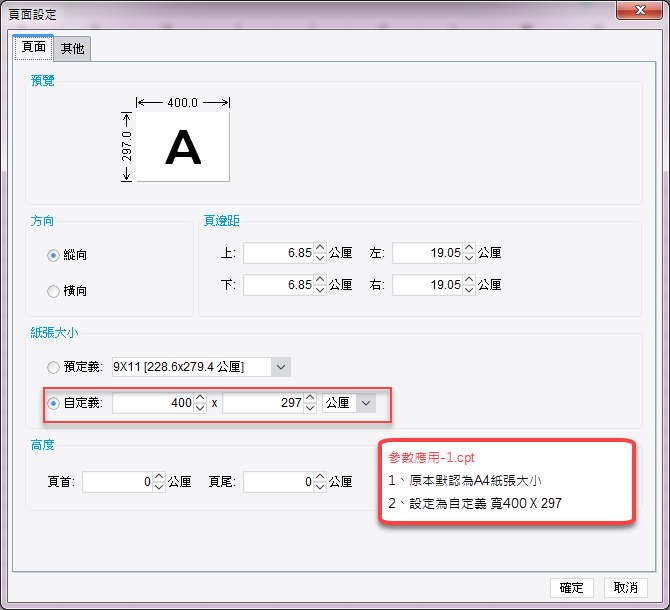 頁面設定
頁面 其他
預覽
400.0
297.0
A
方向
縱向
橫向
頁邊距
上: 6.85 公厘 左: 19.05 公厘
下: 6.85 公厘 右: 19.05 公厘
紙張大小
預定義: 9X11 [228.6x279.4 公厘]
自定義: 400 x 297 公厘
高度
頁首: 0 公厘 頁尾: 0 公厘
參數應用-1.cpt
1、原本默認為A4紙張大小
2、設定為自定義 寬400 X 297
確定 取消